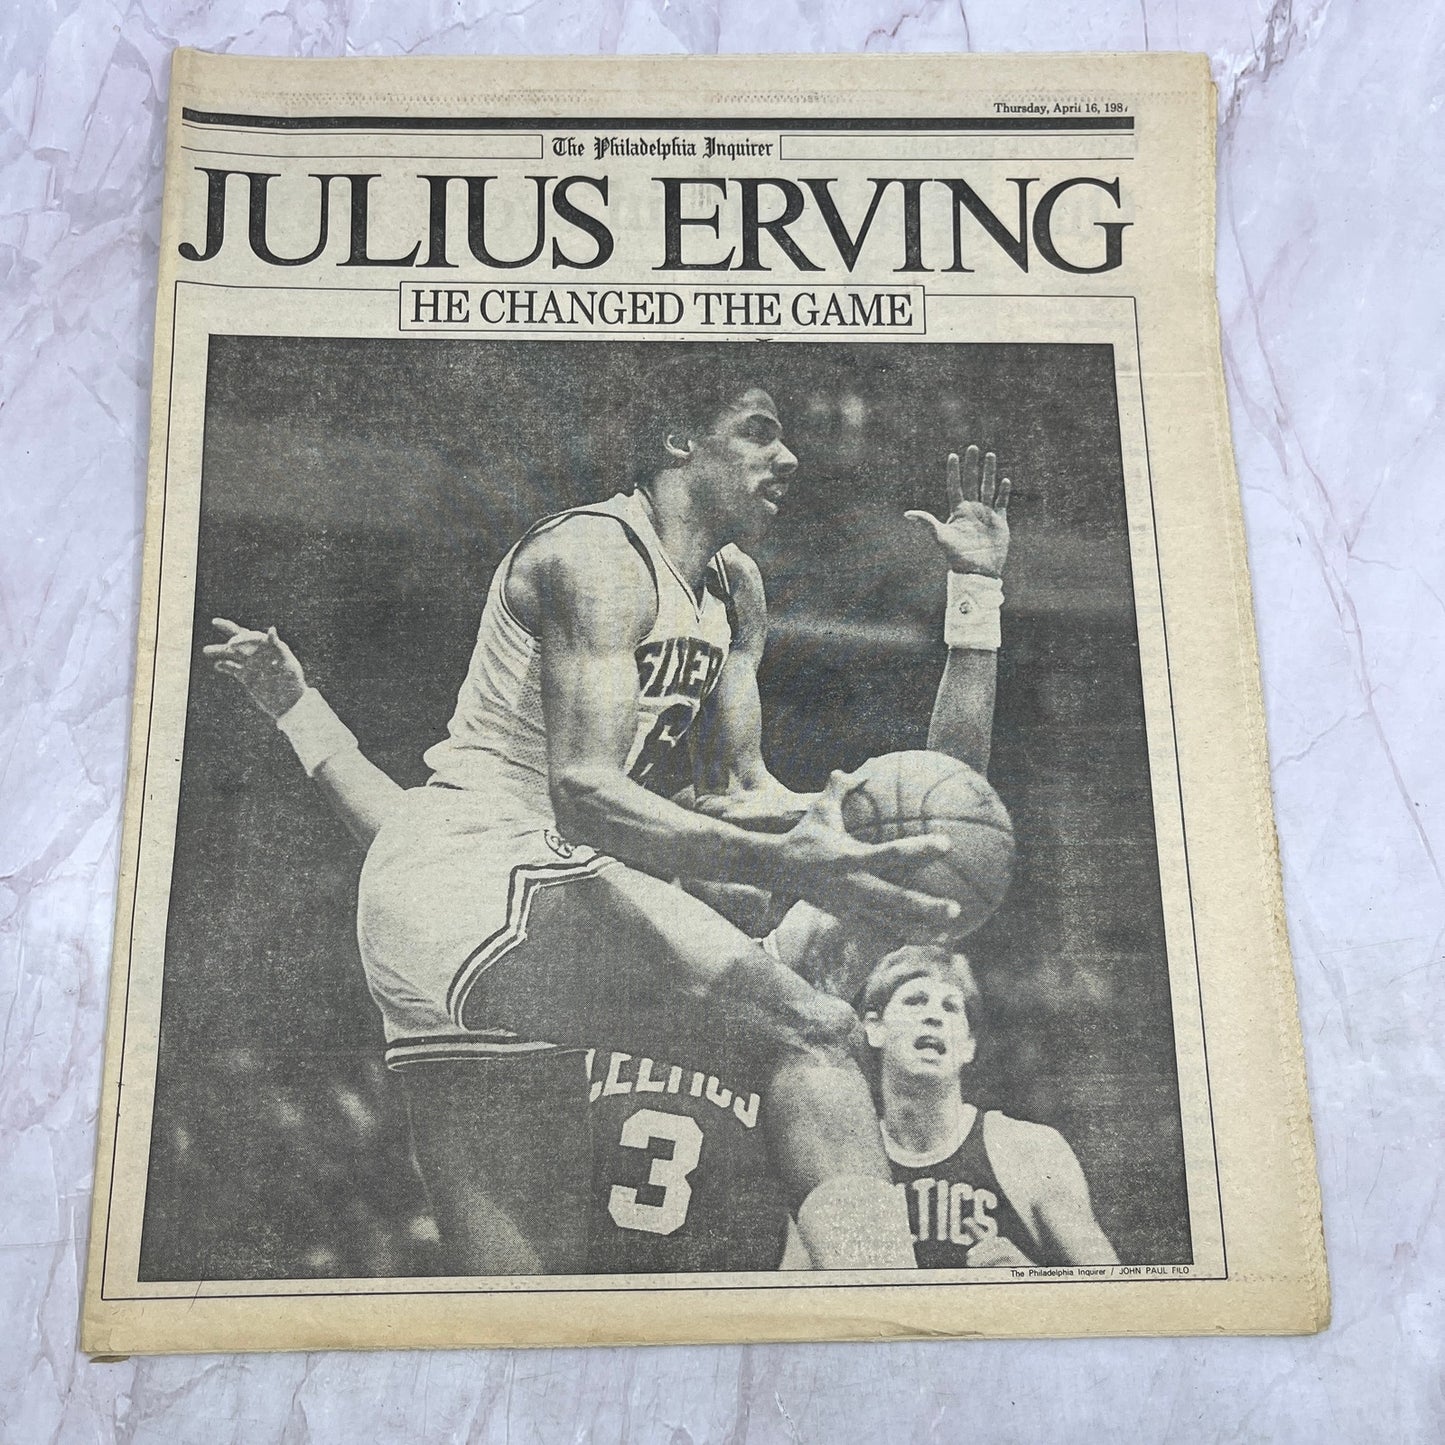 Thursday, April 16, 1987
The Philadelphia Inquirer
JULIUS ERVING
HE CHANGED THE GAME
SIXERS
CELTICS
3
LTICS
The Philadelphia Inquirer / JOHN PAUL FILO